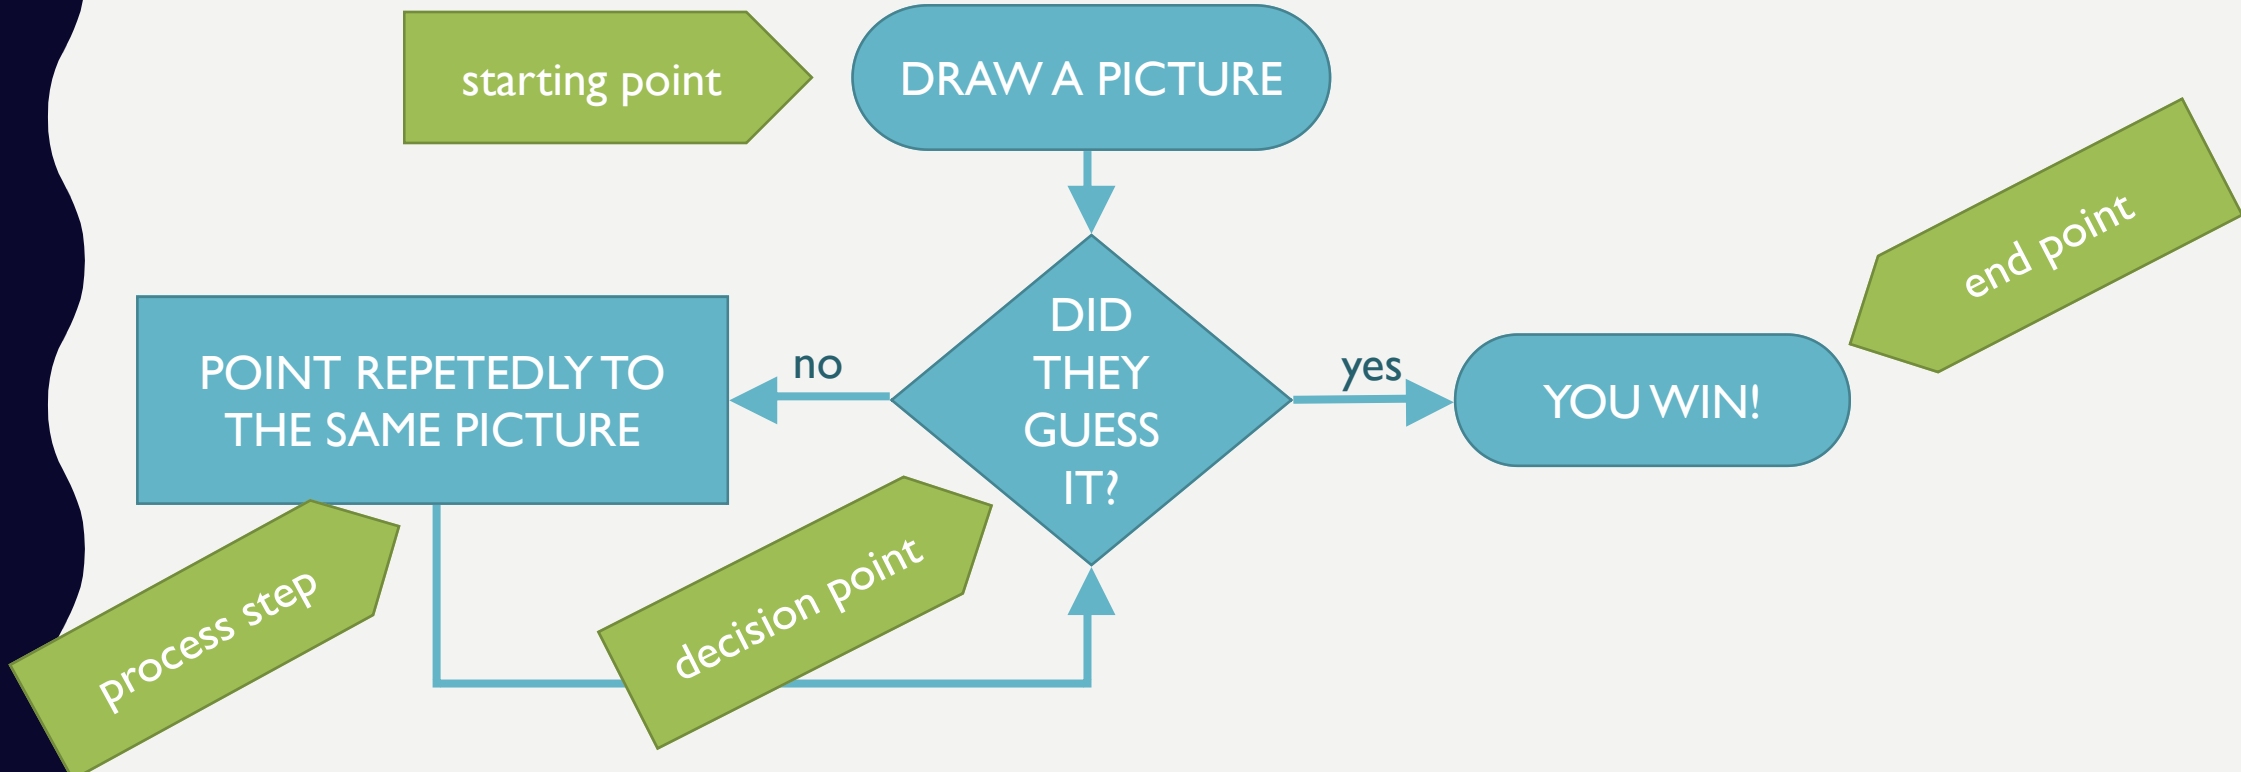 starting point
DRAW A PICTURE
end point
DID
THEY
GUESS
IT?
no
yes
POINT REPETEDLY TO
THE SAME PICTURE
YOU WIN!
process step
decision point